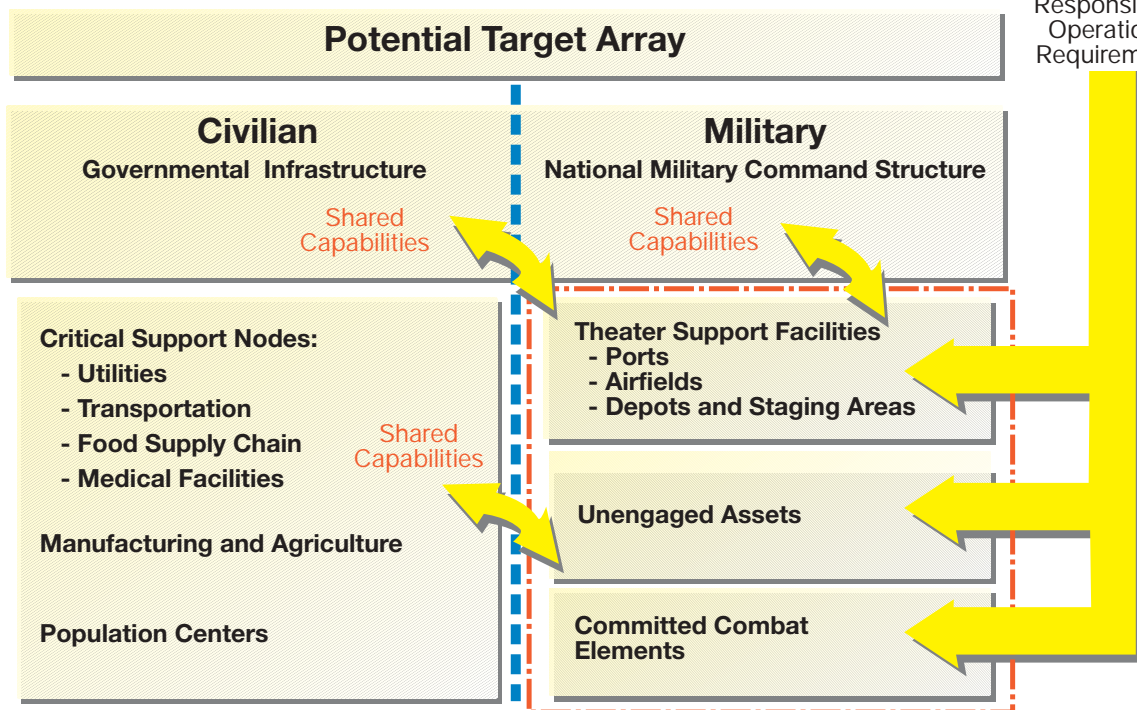 Potential Target Array
Operatio
Requirem
Civilian
Governmental Infrastructure
Military
National Military Command Structure
Shared
Capabilities
Shared
Capabilities
Critical Support Nodes:
- Utilities
- Transportation
- Food Supply Chain
- Medical Facilities
Manufacturing and Agriculture
Population Centers
Shared
Capabilities
Theater Support Facilities
- Ports
- Airfields
- Depots and Staging Areas
Unengaged Assets
Committed Combat
Elements